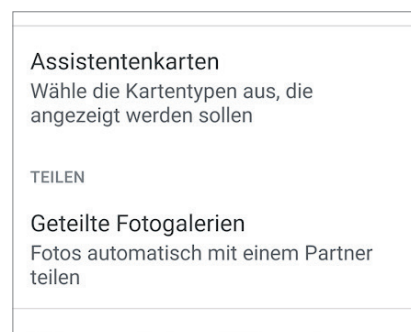 Assistentenkarten
Wähle die Kartentypen aus, die
angezeigt werden sollen
TEILEN
Geteilte Fotogalerien
Fotos automatisch mit einem Partner
teilen